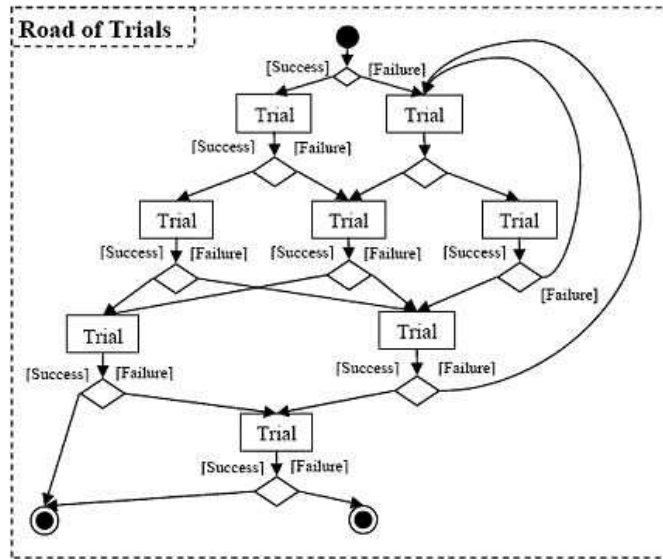 Road of Trials
[Success] [Failure]
Trial Trial
[Success] [Failure]
Trial Trial Trial
[Success] [Failure] [Success] [Failure] [Success]
[Failure]
Trial Trial
[Success] [Failure] [Success] [Failure]
Trial
[Success] [Failure]